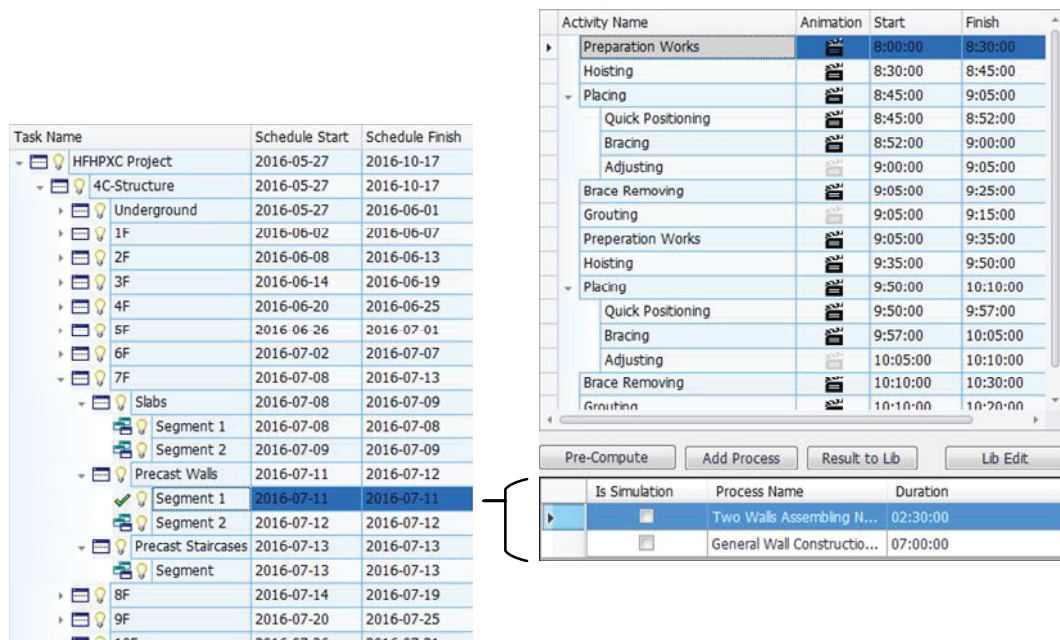 Task Name Schedule Start Schedule Finish
HFHPXC Project 2016-05-27 2016-10-17
4C-Structure 2016-05-27 2016-10-17
Underground 2016-05-27 2016-06-01
1F 2016-06-02 2016-06-07
2F 2016-06-08 2016-06-13
3F 2016-06-14 2016-06-19
4F 2016-06-20 2016-06-25
5F 2016-06-26 2016-07-01
6F 2016-07-02 2016-07-07
7F 2016-07-08 2016-07-13
Slabs 2016-07-08 2016-07-09
Segment 1 2016-07-08 2016-07-08
Segment 2 2016-07-09 2016-07-09
Precast Walls 2016-07-11 2016-07-12
Segment 1 2016-07-11 2016-07-11
Segment 2 2016-07-12 2016-07-12
Precast Staircases 2016-07-13 2016-07-13
Segment 2016-07-13 2016-07-13
8F 2016-07-14 2016-07-19
9F 2016-07-20 2016-07-25
Activity Name Animation Start Finish
Preparation Works 8:00:00 8:30:00
Hoisting 8:30:00 8:45:00
Placing 8:45:00 9:05:00
Quick Positioning 8:45:00 8:52:00
Bracing 8:52:00 9:00:00
Adjusting 9:00:00 9:05:00
Brace Removing 9:05:00 9:25:00
Grouting 9:05:00 9:15:00
Preperation Works 9:05:00 9:35:00
Hoisting 9:35:00 9:50:00
Placing 9:50:00 10:10:00
Quick Positioning 9:50:00 9:57:00
Bracing 9:57:00 10:05:00
Adjusting 10:05:00 10:10:00
Brace Removing 10:10:00 10:30:00
Grouting 10:10:00 10:20:00
Pre-Compute Add Process Result to Lib Lib Edit
Is Simulation Process Name Duration
Two Walls Assembling N... 02:30:00
General Wall Constructio... 07:00:00